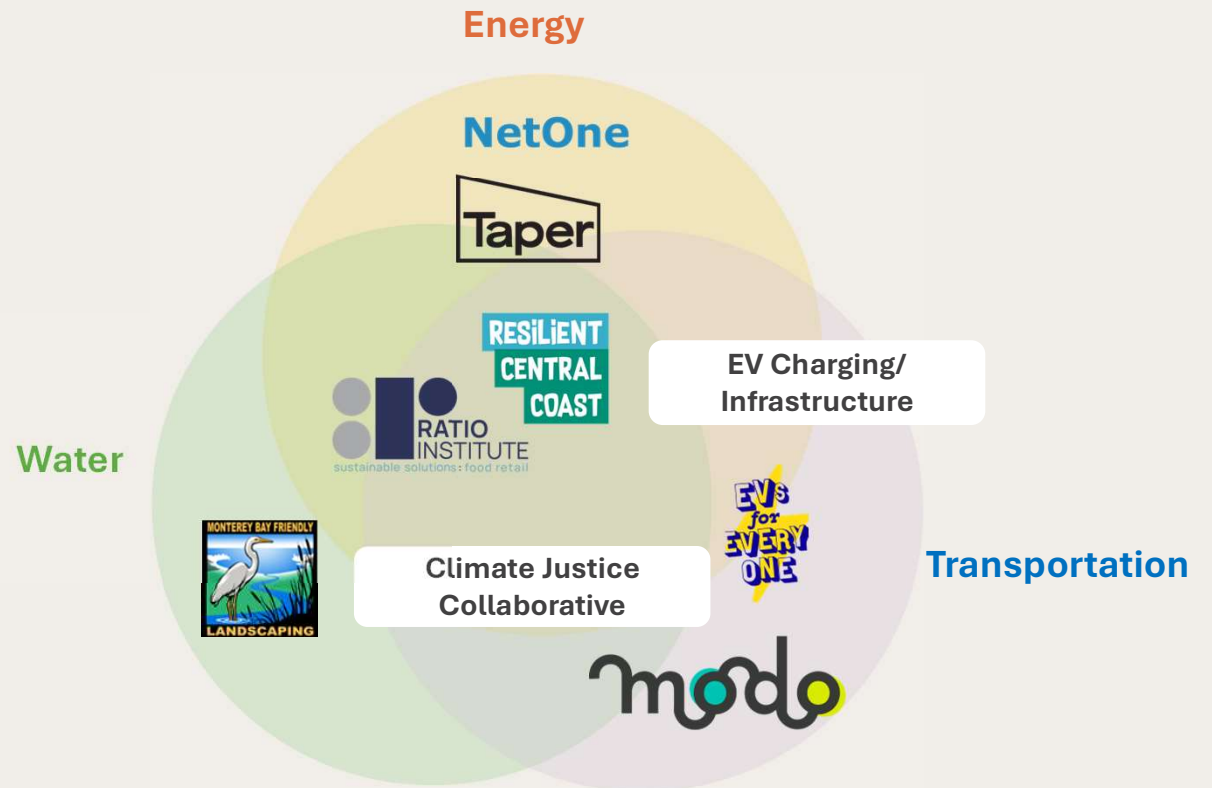 Energy
NetOne
Taper
RESiLiENT
CENTRAL
COAST
EV Charging/
Infrastructure
RATIO
INSTITUTE
sustainable solutions:food retail
Water
EVs
for
EVERY
ONE
MONTEREY BAY FRIENDLY
LANDSCAPING
Climate Justice
Collaborative
Transportation
modo